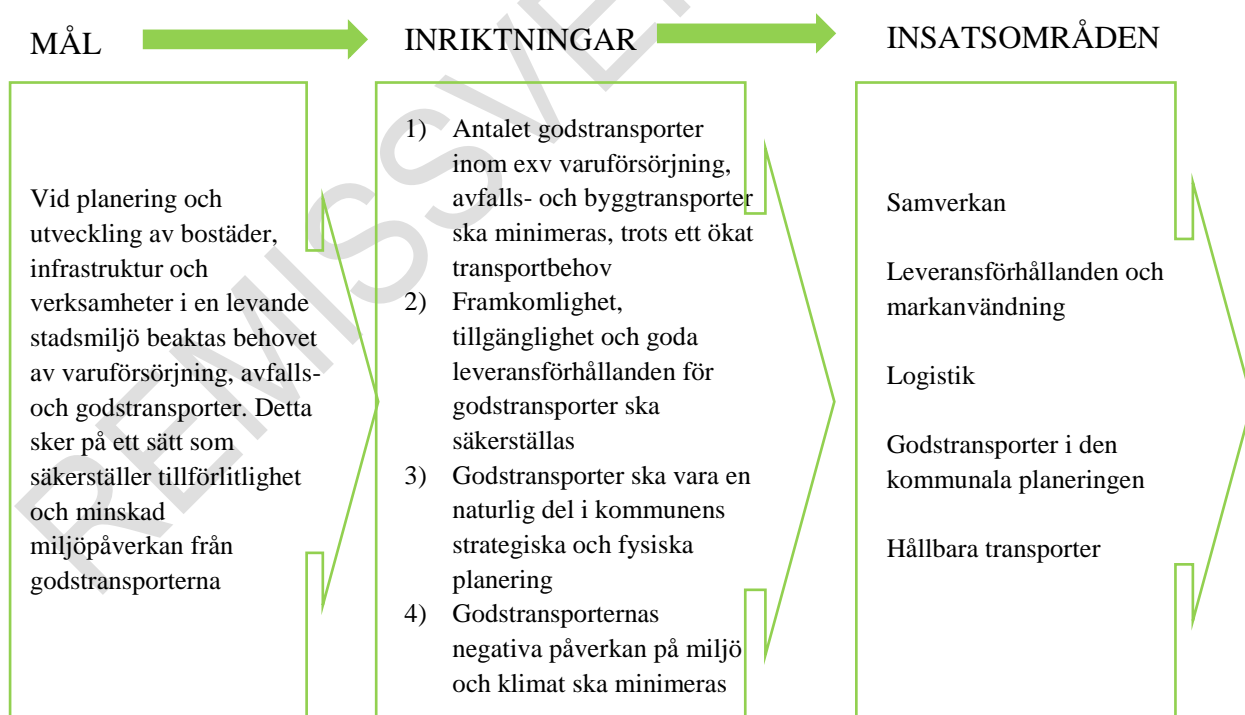 MÅL
INRIKTNINGAR
INSATSOMRÅDEN
Vid planering och
utveckling av bostäder,
infrastruktur och
verksamheter i en levande
stadsmiljö beaktas behovet
av varuförsörjning, avfalls-
och godstransporter. Detta
sker på ett sätt som
säkerställer tillförlitlighet
och minskad
miljöpåverkan från
godstransporterna
1) Antalet godstransporter
inom exv varuförsörjning,
avfalls- och byggtransporter
ska minimeras, trots ett ökat
transportbehov
2) Framkomlighet,
tillgänglighet och goda
leveransförhållanden för
godstransporter ska
säkerställas
3) Godstransporter ska vara en
naturlig del i kommunens
strategiska och fysiska
planering
4) Godstransporternas
negativa påverkan på miljö
och klimat ska minimeras
Samverkan
Leveransförhållanden och
markanvändning
Logistik
Godstransporter i den
kommunala planeringen
Hållbara transporter